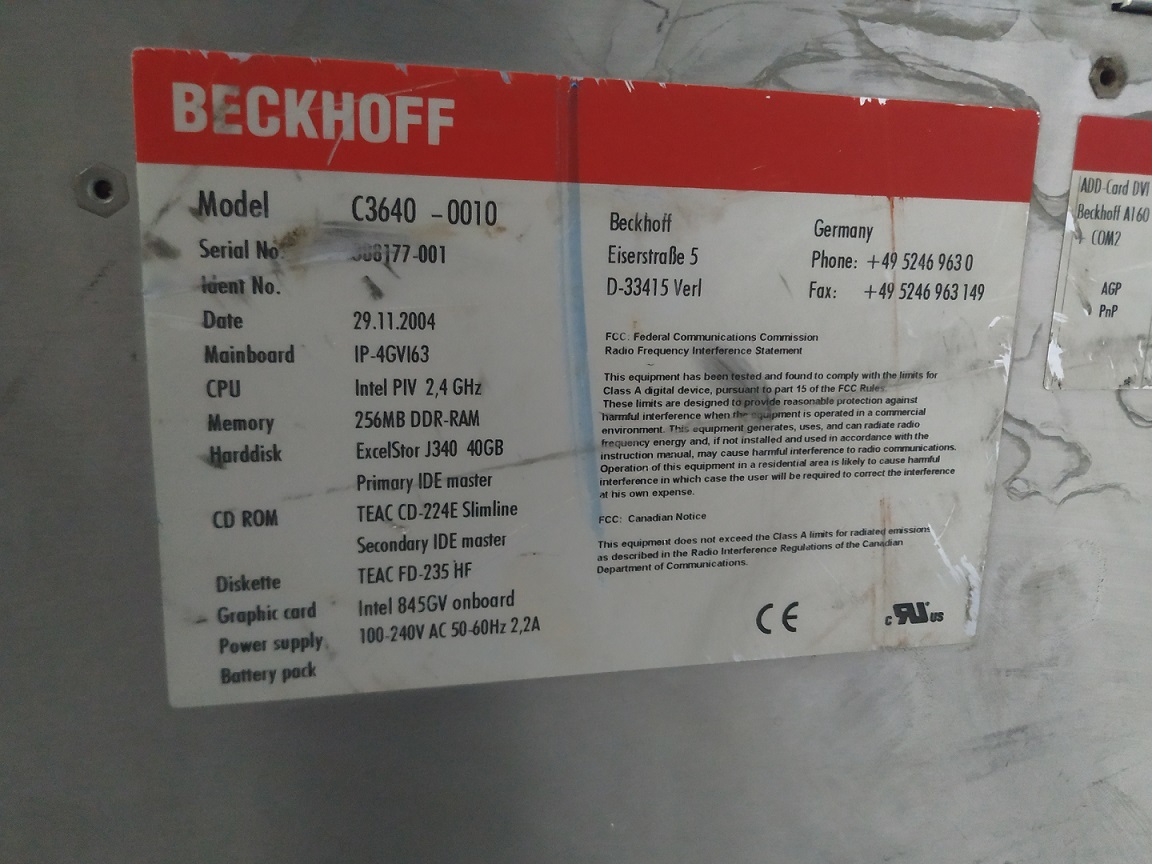 BECKHOFF
Model C3640 -0010
Serial No. 177-001
Ident No.
Date 29.11.2004
Mainboard IP-4GVI63
CPU Intel PIV 2,4 GHz
Memory 256MB DDR-RAM
Harddisk ExcelStor J340 40GB
Primary IDE master
CD ROM TEAC CD-224E Slimline
Secondary IDE master
Diskette TEAC FD-235 HF
Graphic card Intel 845GV onboard
Power supply 100-240V AC 50-60Hz 2,2A
Battery pack
Beckhoff
Eiserstraße 5
D-33415 Verl
Germany
Phone: +49 5246 963 0
Fax: +49 5246 963 149
FCC: Federal Communications Commission
Radio Frequency Interference Statement
This equipment has been tested and found to comply with the limits for
Class A digital device, pursuant to part 15 of the FCC Rules.
These limits are designed to provide reasonable protection against
harmful interference when the equipment is operated in a commercial
environment. This equipment generates, uses, and can radiate radio
frequency energy and, if not installed and used in accordance with the
instruction manual, may cause harmful interference to radio communications.
Operation of this equipment in a residential area is likely to cause harmful
interference in which case the user will be required to correct the interference
at his own expense.
FCC: Canadian Notice
This equipment does not exceed the Class A limits for radiated emissions
as described in the Radio Interference Regulations of the Canadian
Department of Communications.
CE
c RU US
ADD-Card DVI
Beckhoff A160
+ COM2
AGP
PnP